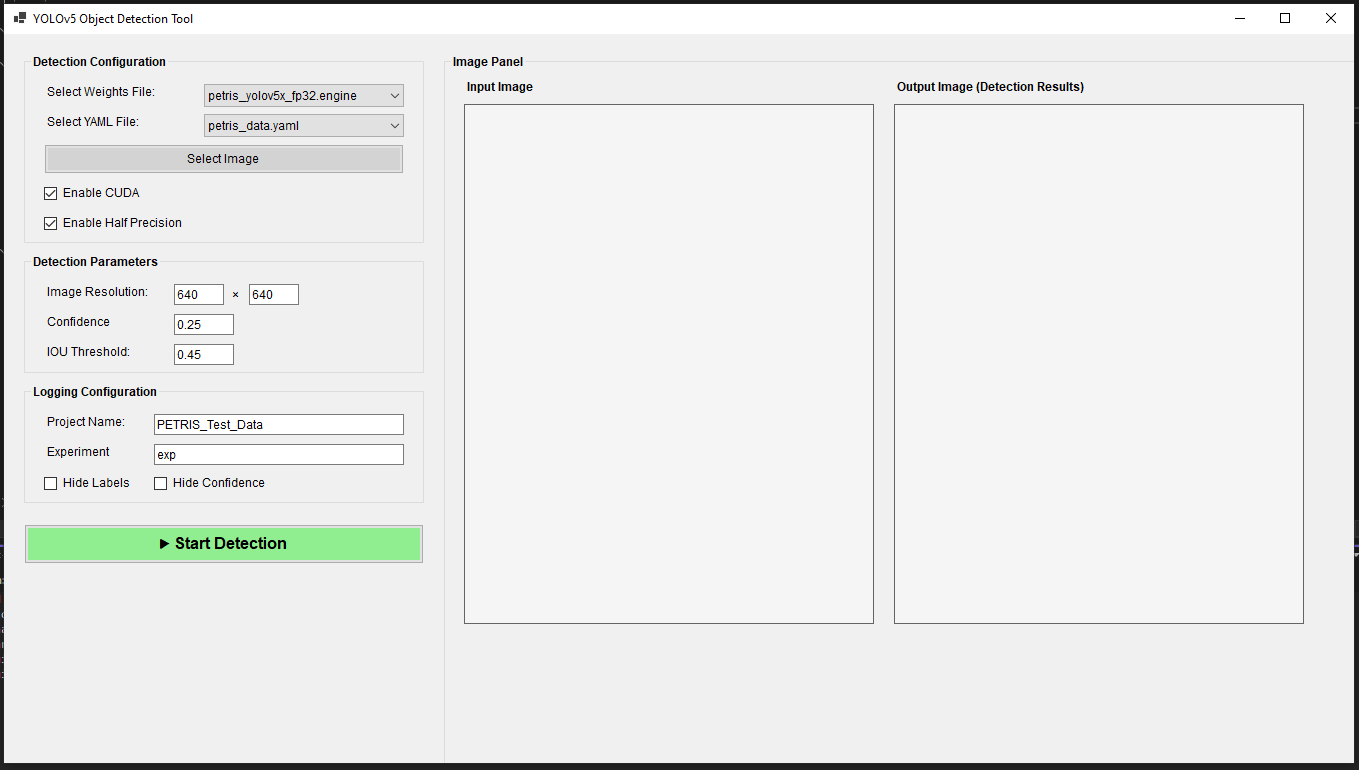 YOLOv5 Object Detection Tool
Detection Configuration
Select Weights File:
petris_yolov5x_fp32.engine
Select YAML File:
petris_data.yaml
Select Image
Enable CUDA
Enable Half Precision
Detection Parameters
Image Resolution:
640 × 640
Confidence
0.25
IOU Threshold:
0.45
Logging Configuration
Project Name:
PETRIS_Test_Data
Experiment
exp
Hide Labels
Hide Confidence
Start Detection
Image Panel
Input Image
Output Image (Detection Results)